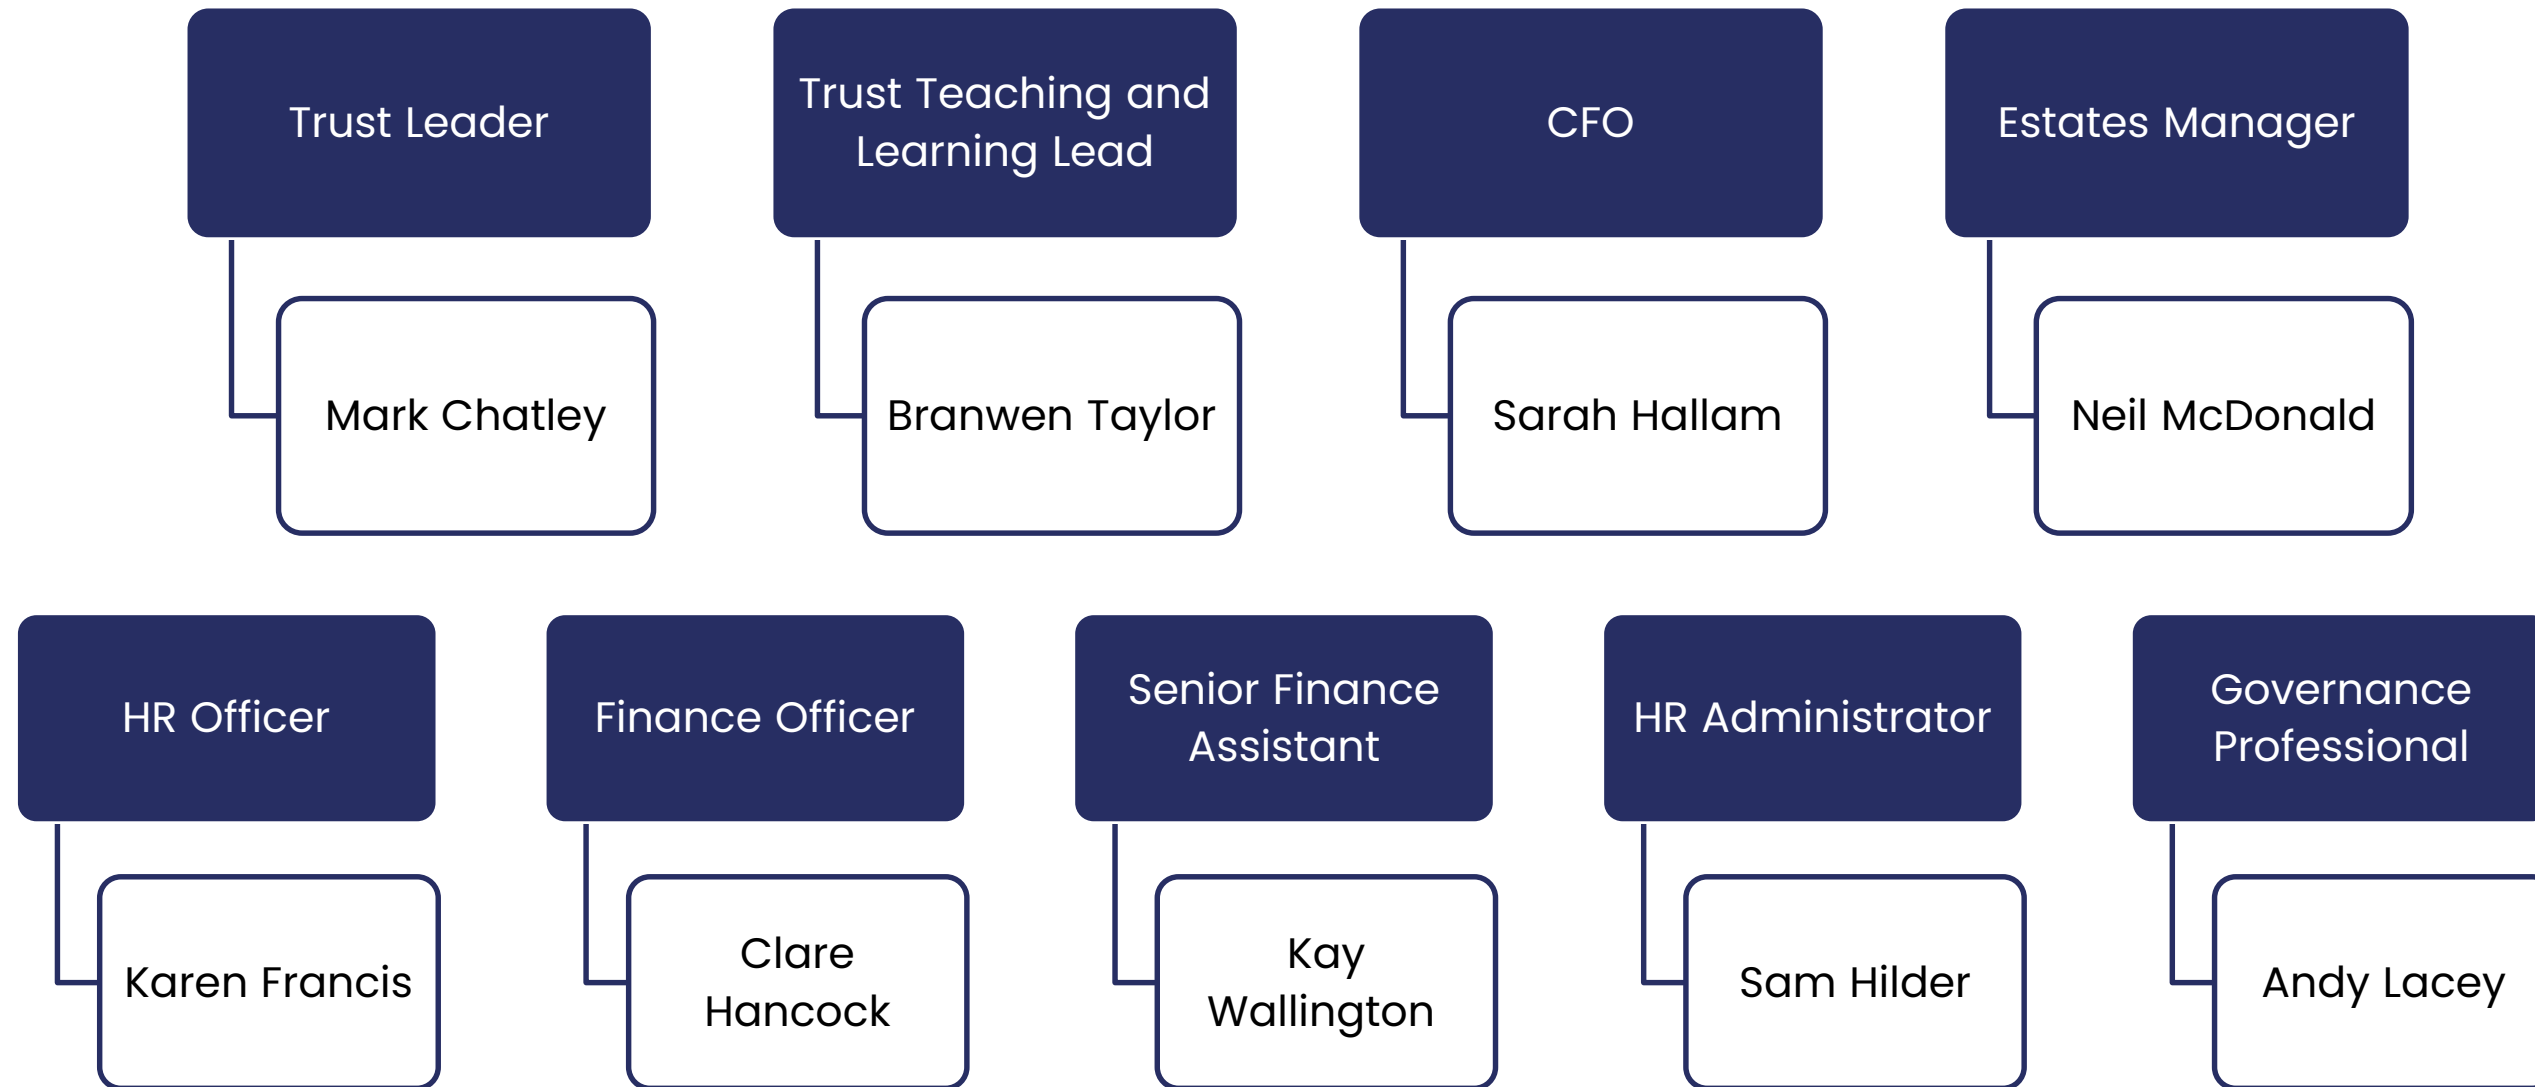 Trust Leader
Trust Teaching and
Learning Lead
CFO
Estates Manager
Mark Chatley
Branwen Taylor
Sarah Hallam
Neil McDonald
HR Officer
Finance Officer
Senior Finance
Assistant
HR Administrator
Governance
Professional
Karen Francis
Clare
Hancock
Kay
Wallington
Sam Hilder
Andy Lacey